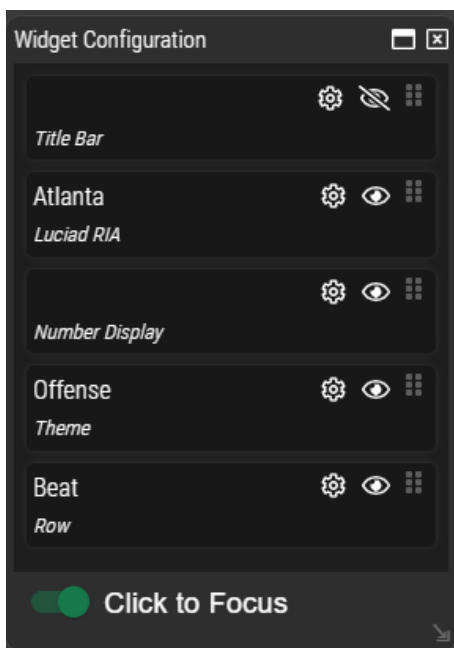 Widget Configuration
Title Bar
Atlanta
Luciad RIA
Number Display
Offense
Theme
Beat
Row
Click to Focus